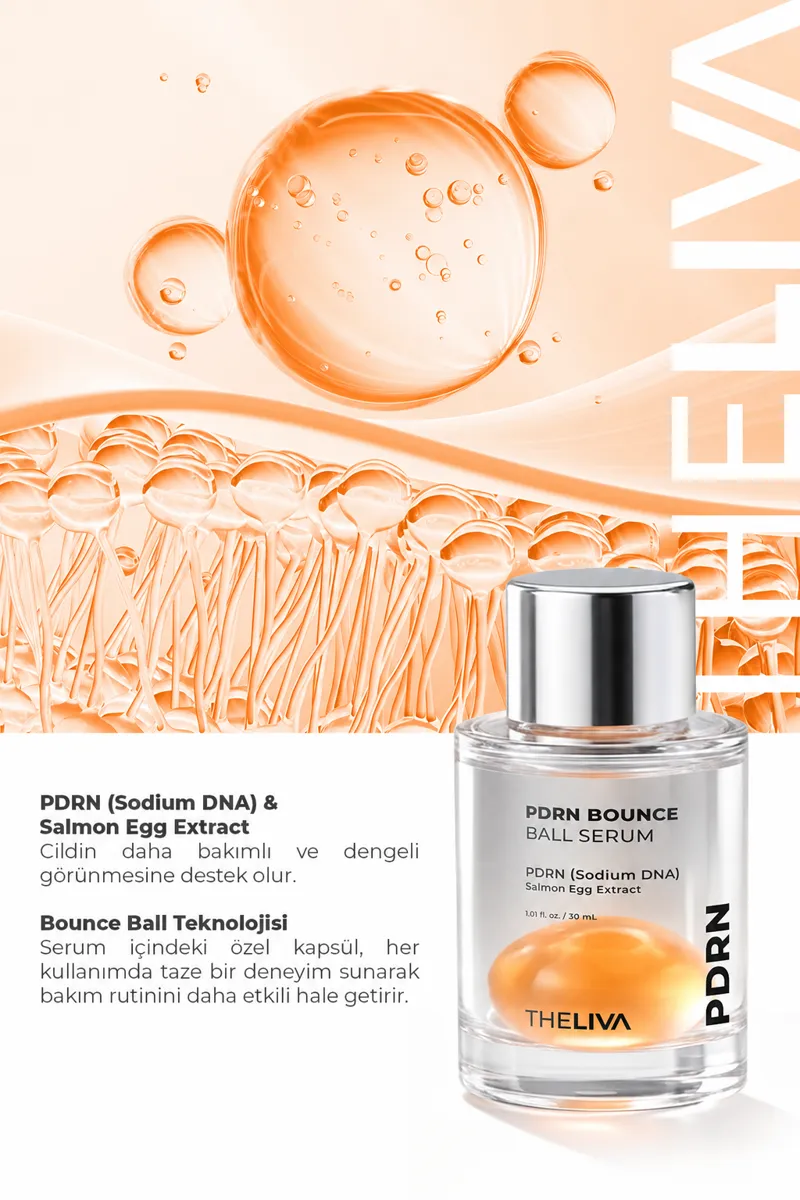 THELIVA
PDRN (Sodium DNA) &
Salmon Egg Extract
Cildin daha bakımlı ve dengeli
görünmesine destek olur.
Bounce Ball Teknolojisi
Serum içindeki özel kapsül, her
kullanımda taze bir deneyim sunarak
bakım rutinini daha etkili hale getirir.
PDRN BOUNCE
BALL SERUM
PDRN (Sodium DNA)
Salmon Egg Extract
1.01 fl. oz. / 30 mL
PDRN
THELIVA